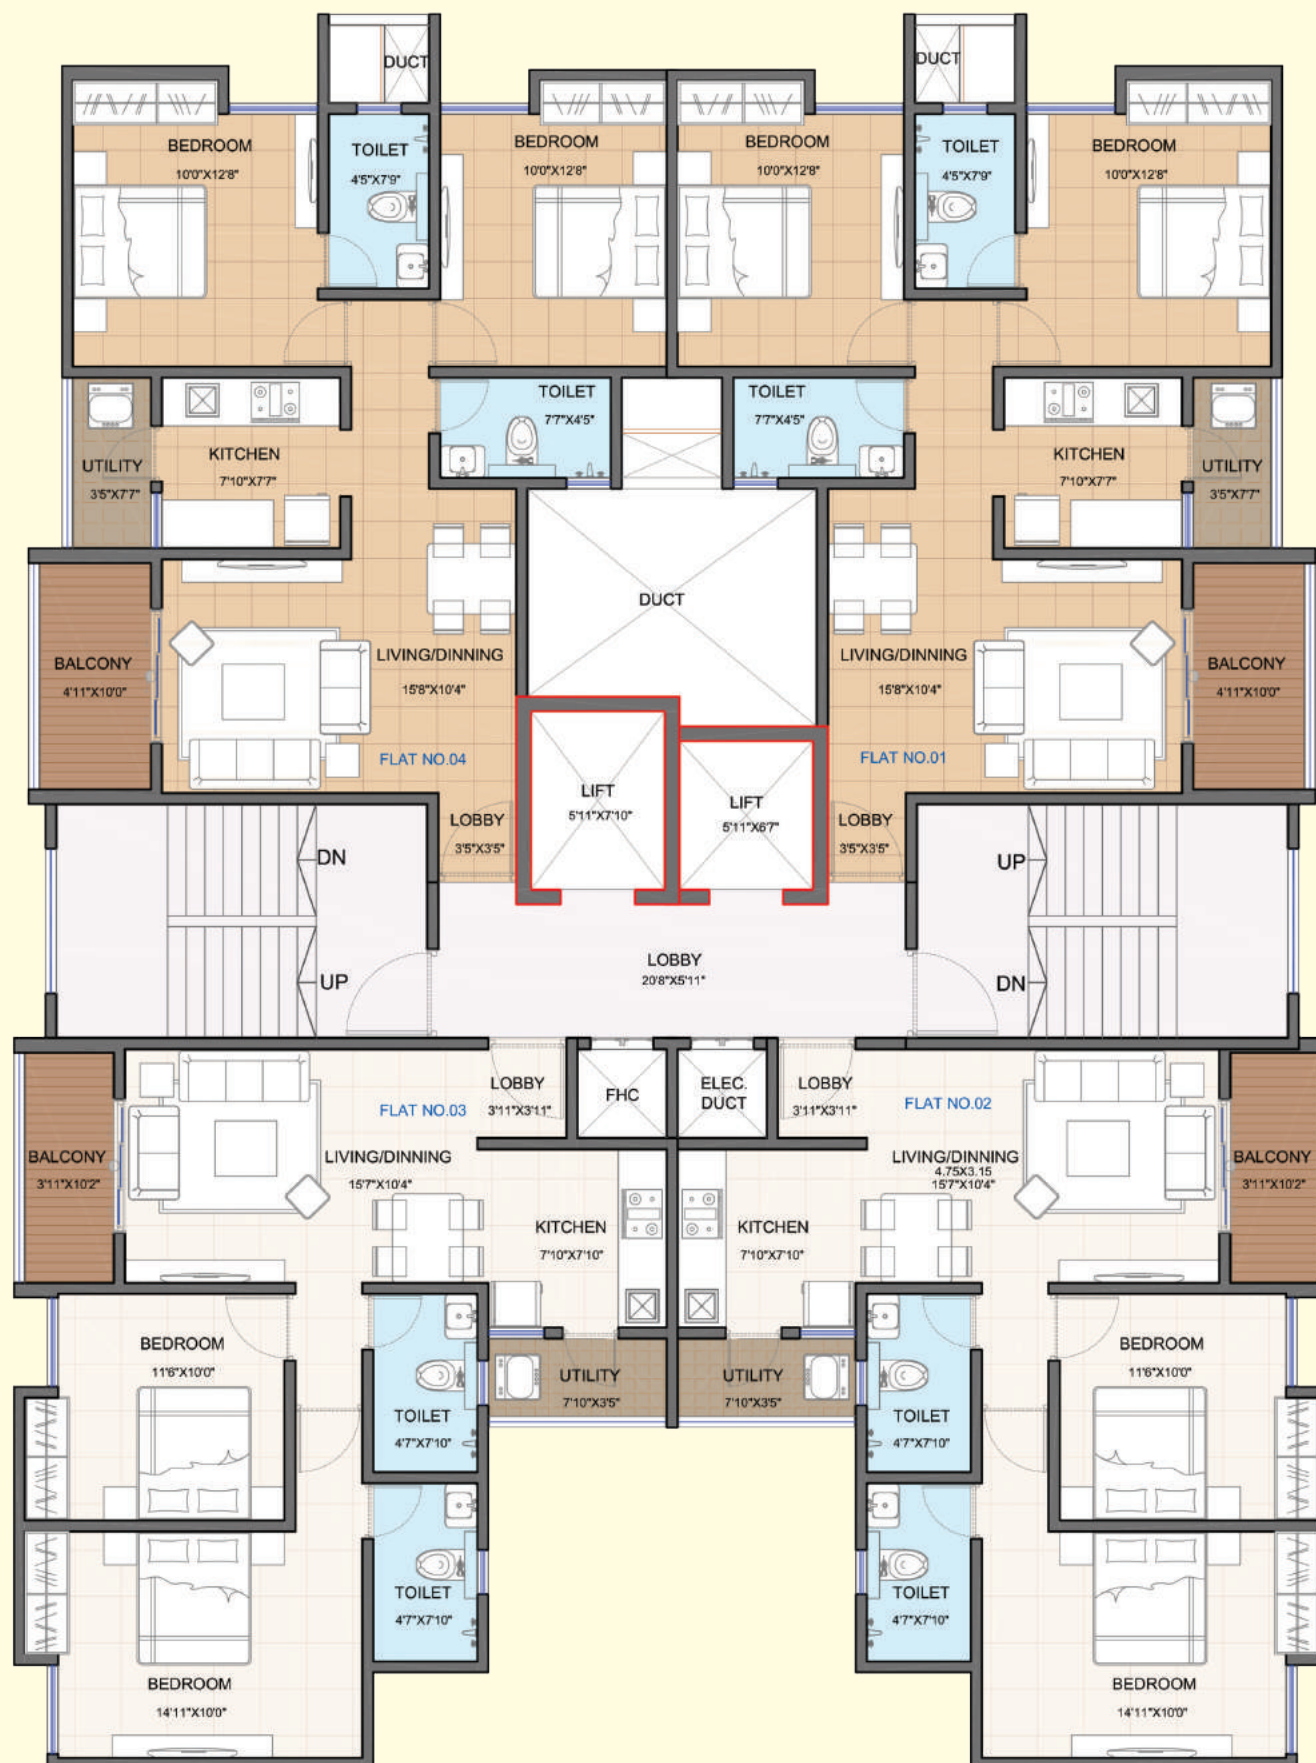 DUCT
DUCT
BEDROOM
10'0"X12'8"
TOILET
4'5"X7'9"
BEDROOM
10'0"X12'8"
BEDROOM
10'0"X12'8"
TOILET
4'5"X7'9"
BEDROOM
10'0"X12'8"
TOILET
7'7"X4'5"
TOILET
7'7"X4'5"
UTILITY
3'5"X7'7"
KITCHEN
7'10"X7'7"
KITCHEN
7'10"X7'7"
UTILITY
3'5"X7'7"
DUCT
BALCONY
4'11"X10'0"
LIVING/DINNING
15'8"X10'4"
LIVING/DINNING
15'8"X10'4"
BALCONY
4'11"X10'0"
FLAT NO.04
FLAT NO.01
LIFT
5'11"X7'10"
LIFT
5'11"X6'7"
LOBBY
3'5"X3'5"
LOBBY
3'5"X3'5"
DN
UP
UP
DN
LOBBY
20'8"X5'11"
LOBBY
3'11"X3'11"
FHC
ELEC.
DUCT
LOBBY
3'11"X3'11"
FLAT NO.03
FLAT NO.02
BALCONY
3'11"X10'2"
LIVING/DINNING
15'7"X10'4"
LIVING/DINNING
4.75X3.15
15'7"X10'4"
BALCONY
3'11"X10'2"
KITCHEN
7'10"X7'10"
KITCHEN
7'10"X7'10"
BEDROOM
11'6"X10'0"
UTILITY
7'10"X3'5"
UTILITY
7'10"X3'5"
BEDROOM
11'6"X10'0"
TOILET
4'7"X7'10"
TOILET
4'7"X7'10"
TOILET
4'7"X7'10"
TOILET
4'7"X7'10"
BEDROOM
14'11"X10'0"
BEDROOM
14'11"X10'0"